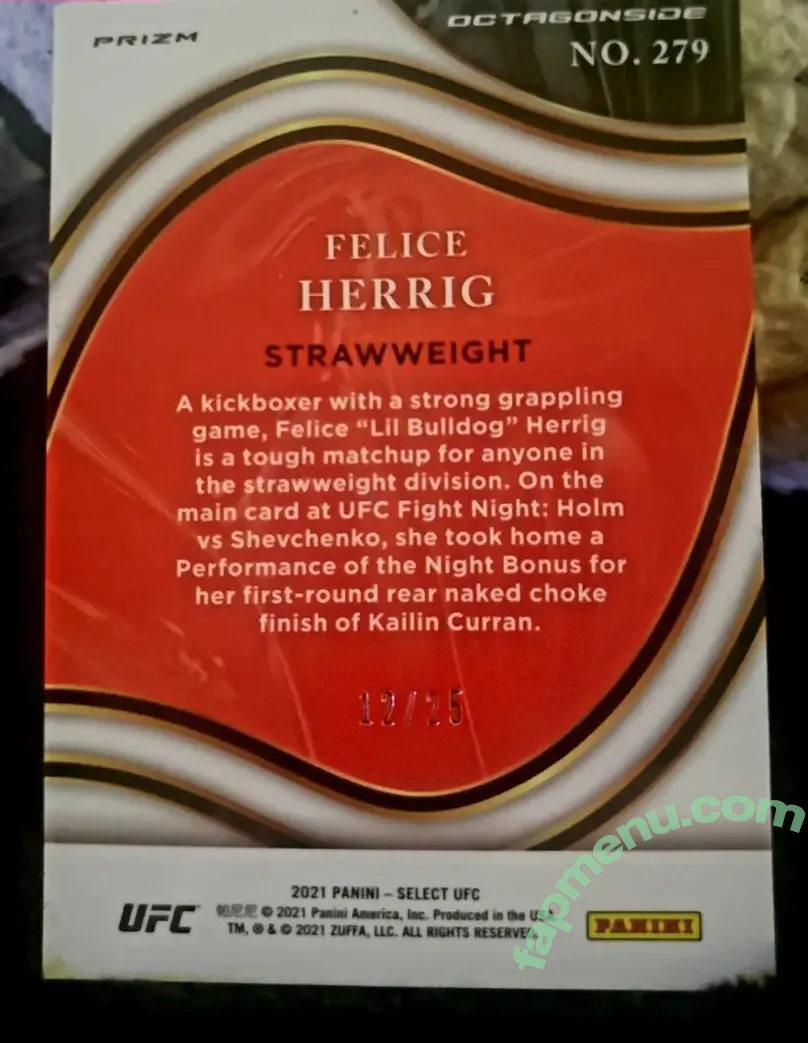 PRIZM
OCTAGONSIDE
NO. 279
FELICE
HERRIG
STRAWWEIGHT
A kickboxer with a strong grappling
game, Felice “Lil Bulldog” Herrig
is a tough matchup for anyone in
the strawweight division. On the
main card at UFC Fight Night: Holm
vs Shevchenko, she took home a
Performance of the Night Bonus for
her first-round rear naked choke
finish of Kailin Curran.
12/25
2021 PANINI – SELECT UFC
UFC
帕尼尼 © 2021 Panini America, Inc. Produced in the USA
TM, ® & © 2021 ZUFFA, LLC. ALL RIGHTS RESERVED.
PANINI
fapmenu.com